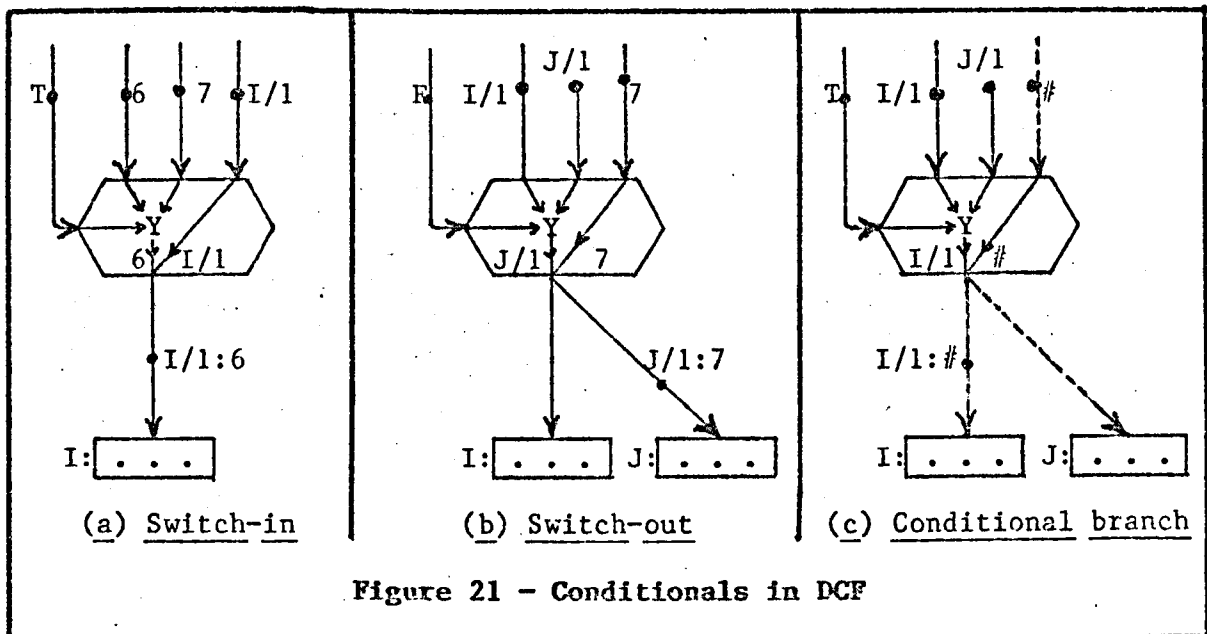 T 6 7 I/1
Y
6 I/1
I/1:6
I: . . .
(a) Switch-in
F I/1 J/1 7
Y
J/1 7
J/1:7
I: . . . J: . . .
(b) Switch-out
T I/1 J/1 #
Y
I/1 #
I/1:#
I: . . . J: . . .
(c) Conditional branch
Figure 21 - Conditionals in DCF